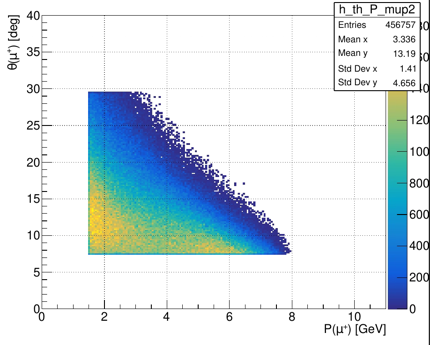 h_th_P_mup2
Entries 456757
Mean x 3.336
Mean y 13.19
Std Dev x 1.41
Std Dev y 4.656
θ(μ⁺) [deg]
40
35
30
25
20
15
10
5
0
0 2 4 6 8 10
P(μ⁺) [GeV]
120
100
800
600
400
200
0